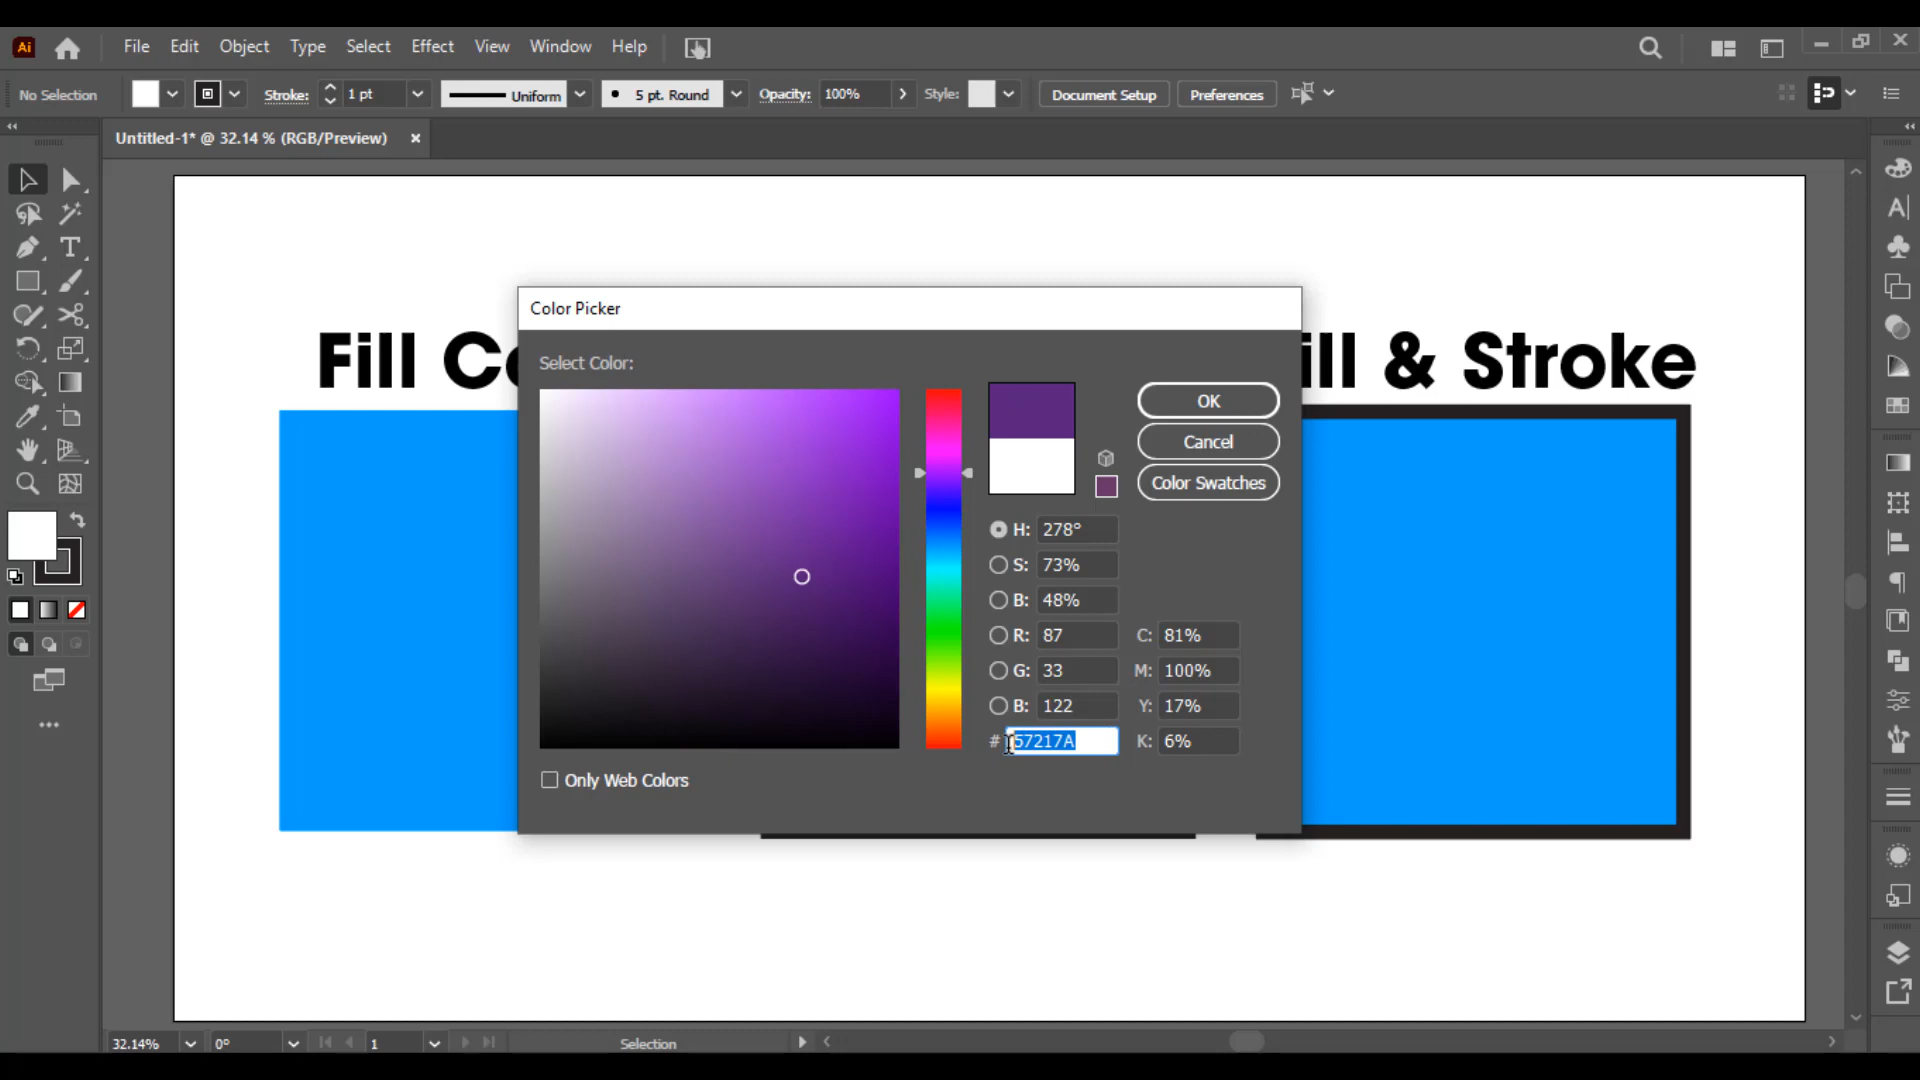 Ai File Edit Object Type Select Effect View Window Help
No Selection Stroke: 1 pt Uniform 5 pt. Round Opacity: 100% Style: Document Setup Preferences
Untitled-1* @ 32.14 % (RGB/Preview)
Fill Co
ill & Stroke
Color Picker
Select Color:
OK
Cancel
Color Swatches
H: 278°
S: 73%
B: 48%
R: 87 C: 81%
G: 33 M: 100%
B: 122 Y: 17%
# 57217A K: 6%
Only Web Colors
32.14% 0° 1 Selection